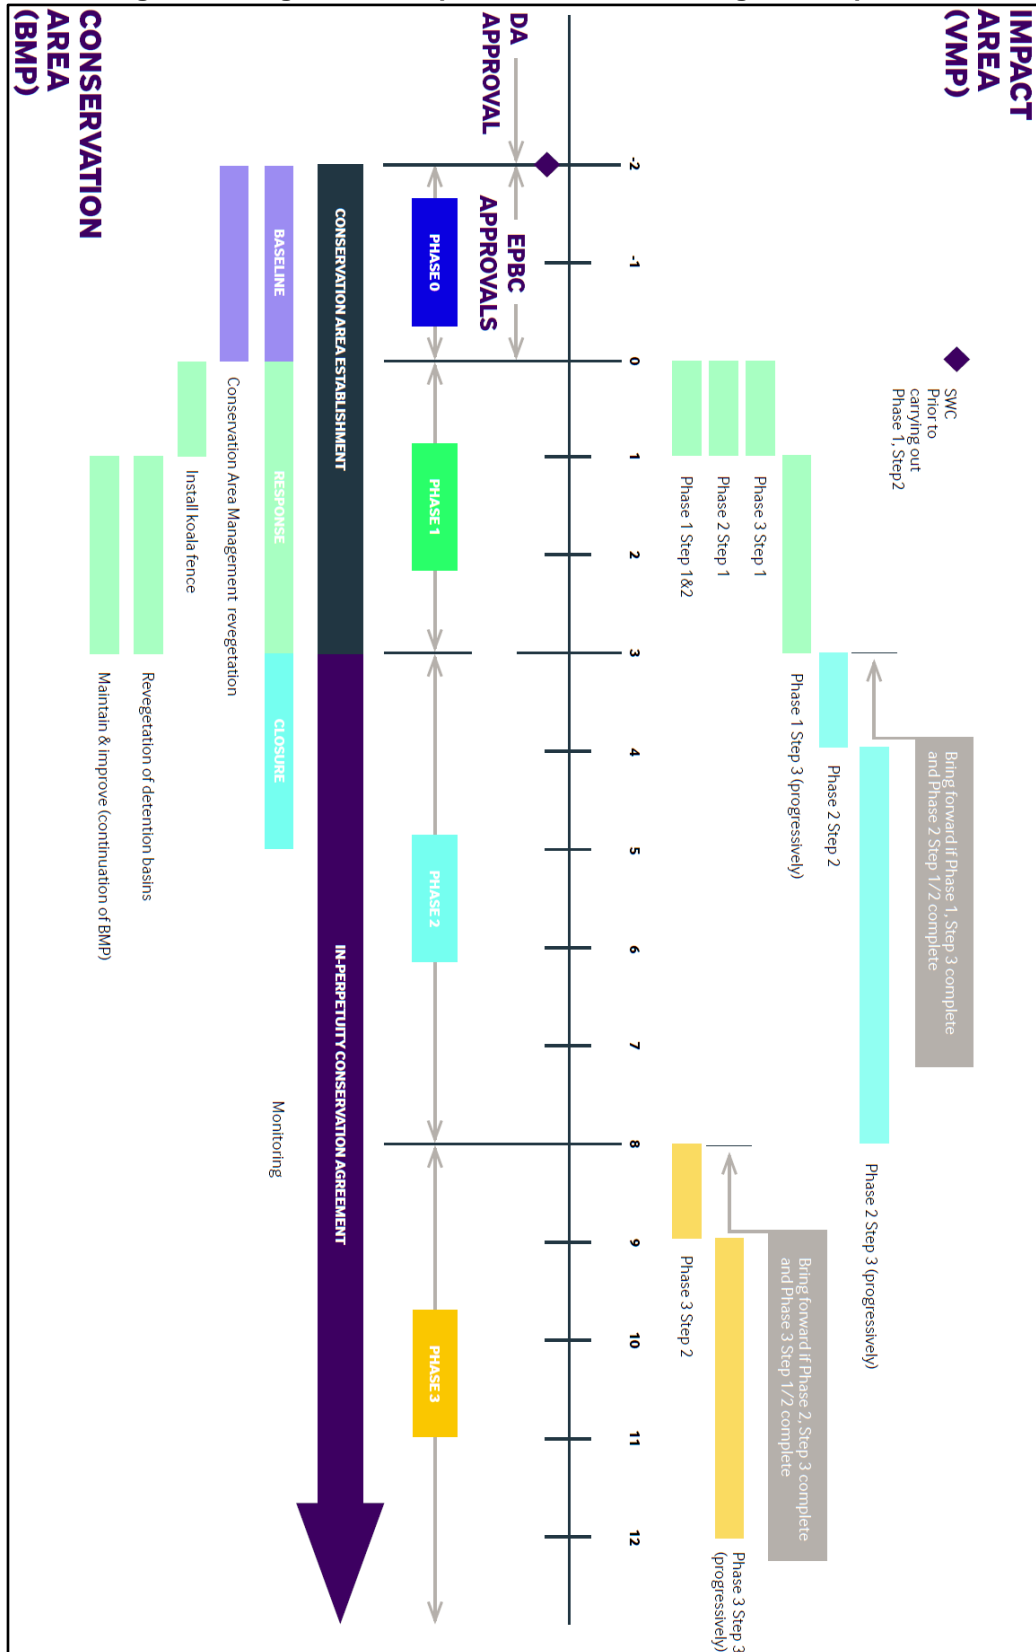 IMPACT
AREA
(VMP)
SWC
Prior to
carrying out
Phase 1, Step2
Bring forward if Phase 1, Step 3 complete
and Phase 2 Step 1/2 complete
Phase 2 Step 3 (progressively)
Phase 2 Step 2
Phase 1 Step 3 (progressively)
Bring forward if Phase 2, Step 3 complete
and Phase 3 Step 1/2 complete
Phase 3 Step 1
Phase 3 Step 3
(progressively)
Phase 2 Step 1
Phase 1 Step 1&2
Phase 3 Step 2
-2
-1
0
1
2
3
4
5
6
7
8
9
10
11
12
DA
APPROVAL
EPBC
APPROVALS
PHASE 0
PHASE 1
PHASE 2
PHASE 3
CONSERVATION AREA ESTABLISHMENT
IN-PERPETUITY CONSERVATION AGREEMENT
BASELINE
RESPONSE
CLOSURE
Monitoring
Conservation Area Management revegetation
Install koala fence
Revegetation of detention basins
Maintain & improve (continuation of BMP)
CONSERVATION
AREA
(BMP)